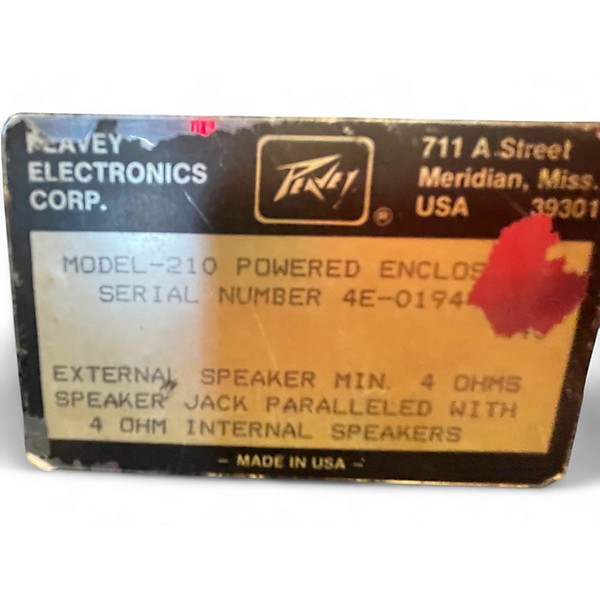 PEAVEY
ELECTRONICS
CORP.
PEAVEY
®
711 A Street
Meridian, Miss.
USA 39301
MODEL-210 POWERED ENCLOS
SERIAL NUMBER 4E-0194
EXTERNAL SPEAKER MIN. 4 OHMS
SPEAKER JACK PARALLELED WITH
4 OHM INTERNAL SPEAKERS
- MADE IN USA -